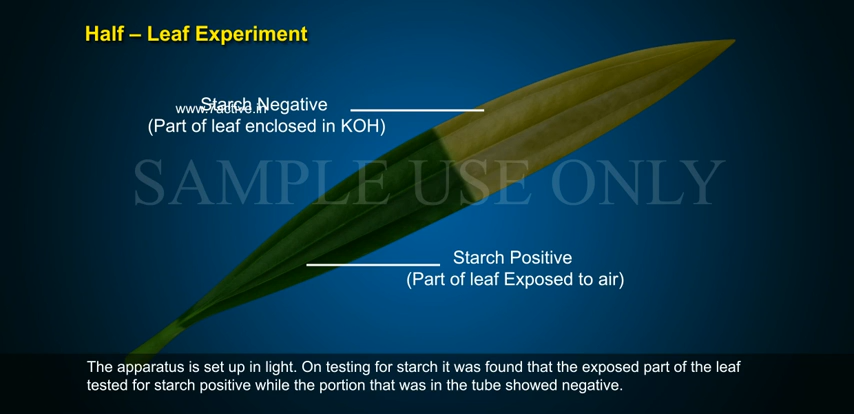 Half – Leaf Experiment
Starch Negative
www.7active.in
(Part of leaf enclosed in KOH)
SAMPLE USE ONLY
Starch Positive
(Part of leaf Exposed to air)
The apparatus is set up in light. On testing for starch it was found that the exposed part of the leaf
tested for starch positive while the portion that was in the tube showed negative.